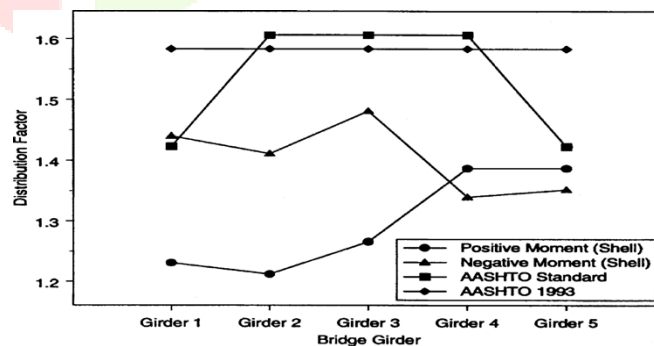 1.6
1.5
1.4
1.3
1.2
Distribution Factor
Positive Moment (Shell)
Negative Moment (Shell)
AASHTO Standard
AASHTO 1993
Girder 1 Girder 2 Girder 3 Girder 4 Girder 5
Bridge Girder